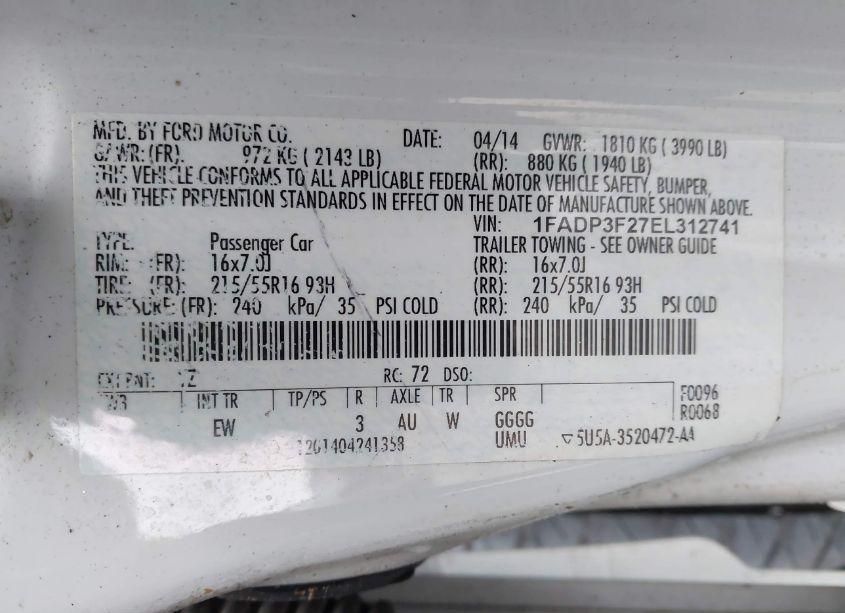 MFD. BY FORD MOTOR CO. DATE: 04/14 GVWR: 1810 KG ( 3990 LB)
GAWR: (FR): 972 KG ( 2143 LB) (RR): 880 KG ( 1940 LB)
THIS VEHICLE CONFORMS TO ALL APPLICABLE FEDERAL MOTOR VEHICLE SAFETY, BUMPER,
AND THEFT PREVENTION STANDARDS IN EFFECT ON THE DATE OF MANUFACTURE SHOWN ABOVE.
VIN: 1FADP3F27EL312741
TYPE: Passenger Car TRAILER TOWING - SEE OWNER GUIDE
RIM: (FR): 16x7.0J (RR): 16x7.0J
TIRE: (FR): 215/55R16 93H (RR): 215/55R16 93H
PRESSURE: (FR): 240 kPa/ 35 PSI COLD (RR): 240 kPa/ 35 PSI COLD
EXT PNT: RC: 72 DSO:
INT TR TP/PS R AXLE TR SPR F0096
EW 3 AU W GGGG R0068
UMU ▽5U5A-3520472-AA